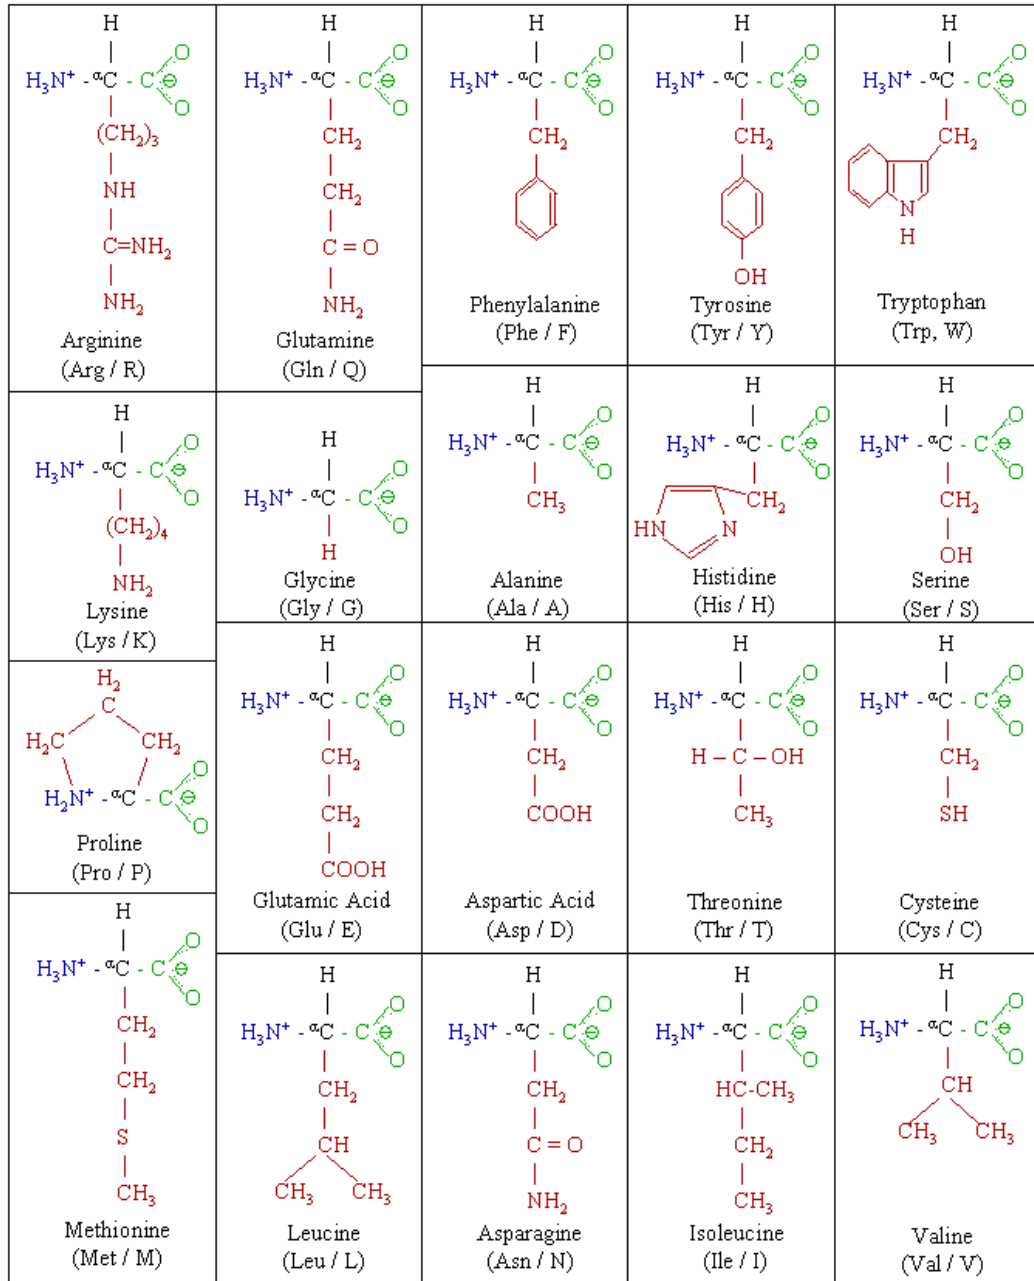 H
H₃N⁺ - ᵅC - C ⊖ O O
(CH₂)₃
NH
C=NH₂
NH₂
Arginine
(Arg / R)
H
H₃N⁺ - ᵅC - C ⊖ O O
CH₂
CH₂
C = O
NH₂
Glutamine
(Gln / Q)
H
H₃N⁺ - ᵅC - C ⊖ O O
CH₂
Phenylalanine
(Phe / F)
H
H₃N⁺ - ᵅC - C ⊖ O O
CH₂
OH
Tyrosine
(Tyr / Y)
H
H₃N⁺ - ᵅC - C ⊖ O O
CH₂
N
H
Tryptophan
(Trp, W)
H
H₃N⁺ - ᵅC - C ⊖ O O
(CH₂)₄
NH₂
Lysine
(Lys / K)
H
H₃N⁺ - ᵅC - C ⊖ O O
H
Glycine
(Gly / G)
H
H₃N⁺ - ᵅC - C ⊖ O O
CH₃
Alanine
(Ala / A)
H
H₃N⁺ - ᵅC - C ⊖ O O
CH₂
HN N
Histidine
(His / H)
H
H₃N⁺ - ᵅC - C ⊖ O O
CH₂
OH
Serine
(Ser / S)
H₂
C
H₂C CH₂
H₂N⁺ - ᵅC - C ⊖ O O
Proline
(Pro / P)
H
H₃N⁺ - ᵅC - C ⊖ O O
CH₂
CH₂
COOH
Glutamic Acid
(Glu / E)
H
H₃N⁺ - ᵅC - C ⊖ O O
CH₂
COOH
Aspartic Acid
(Asp / D)
H
H₃N⁺ - ᵅC - C ⊖ O O
H – C – OH
CH₃
Threonine
(Thr / T)
H
H₃N⁺ - ᵅC - C ⊖ O O
CH₂
SH
Cysteine
(Cys / C)
H
H₃N⁺ - ᵅC - C ⊖ O O
CH₂
CH₂
S
CH₃
Methionine
(Met / M)
H
H₃N⁺ - ᵅC - C ⊖ O O
CH₂
CH
CH₃ CH₃
Leucine
(Leu / L)
H
H₃N⁺ - ᵅC - C ⊖ O O
CH₂
C = O
NH₂
Asparagine
(Asn / N)
H
H₃N⁺ - ᵅC - C ⊖ O O
HC-CH₃
CH₂
CH₃
Isoleucine
(Ile / I)
H
H₃N⁺ - ᵅC - C ⊖ O O
CH
CH₃ CH₃
Valine
(Val / V)